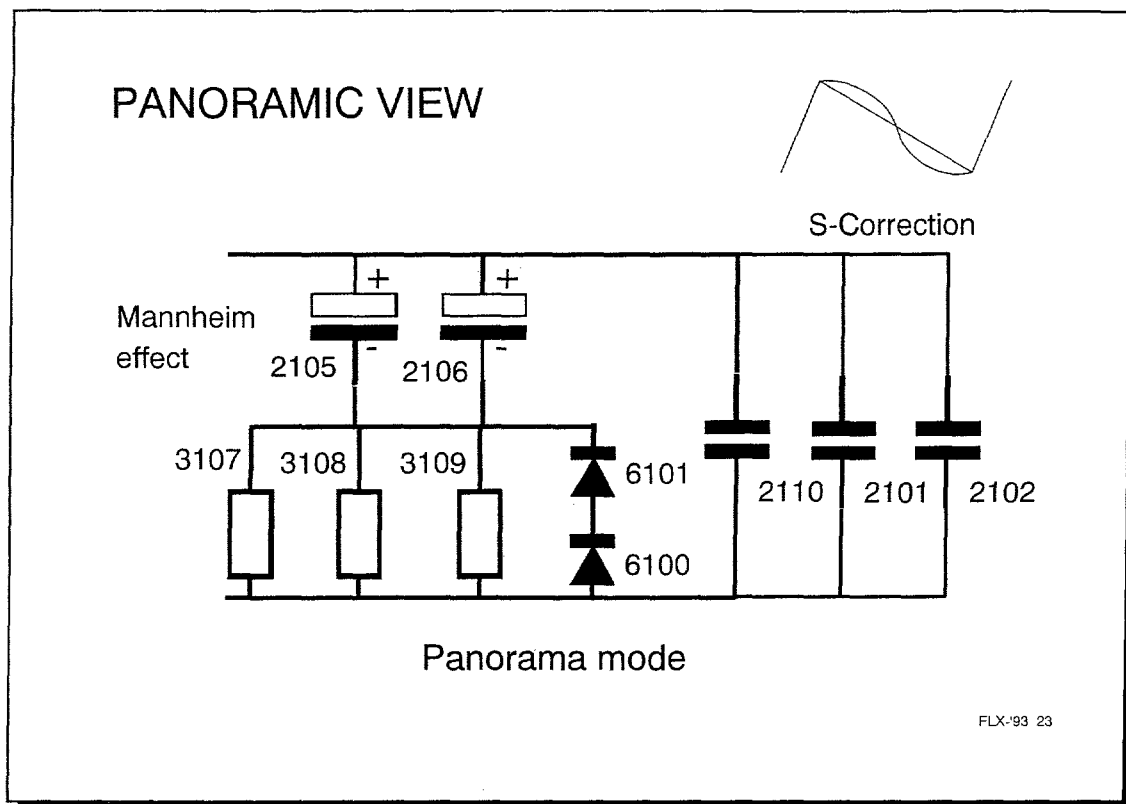 PANORAMIC VIEW
S-Correction
+
+
Mannheim
effect
-
-
2105
2106
3107
3108
3109
6101
2110
2101
2102
6100
Panorama mode
FLX-'93 23